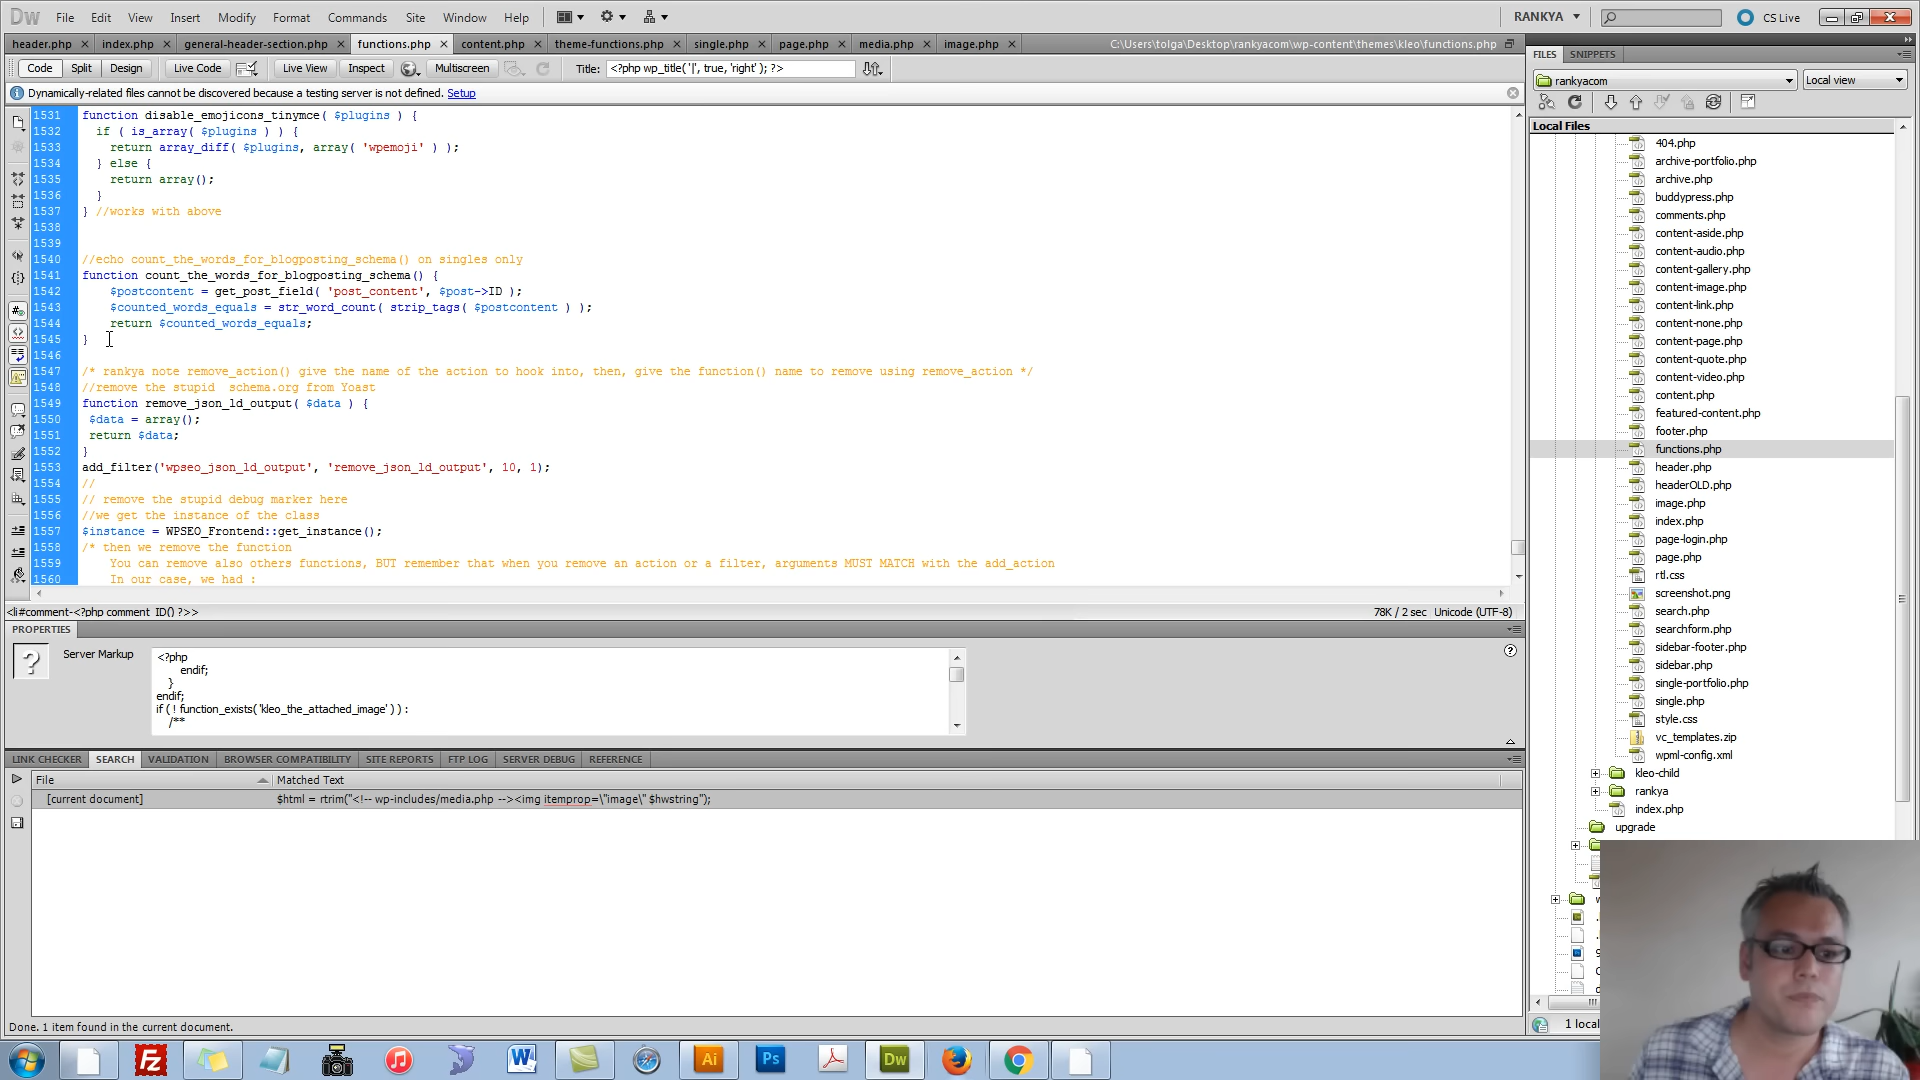 Dw File Edit View Insert Modify Format Commands Site Window Help RANKYA CS Live
header.php index.php general-header-section.php functions.php content.php theme-functions.php single.php page.php media.php image.php C:\Users\tolga\Desktop\rankyacom\wp-content\themes\kleo\functions.php
Code Split Design Live Code Live View Inspect Multiscreen Title: <?php wp_title( '|', true, 'right' ); ?>
Dynamically-related files cannot be discovered because a testing server is not defined. Setup
1531 function disable_emojicons_tinymce( $plugins ) {
1532 if ( is_array( $plugins ) ) {
1533 return array_diff( $plugins, array( 'wpemoji' ) );
1534 } else {
1535 return array();
1536 }
1537 } //works with above
1538
1539
1540 //echo count_the_words_for_blogposting_schema() on singles only
1541 function count_the_words_for_blogposting_schema() {
1542 $postcontent = get_post_field( 'post_content', $post->ID );
1543 $counted_words_equals = str_word_count( strip_tags( $postcontent ) );
1544 return $counted_words_equals;
1545 }
1546
1547 /* rankya note remove_action() give the name of the action to hook into, then, give the function() name to remove using remove_action */
1548 //remove the stupid schema.org from Yoast
1549 function remove_json_ld_output( $data ) {
1550 $data = array();
1551 return $data;
1552 }
1553 add_filter('wpseo_json_ld_output', 'remove_json_ld_output', 10, 1);
1554 //
1555 // remove the stupid debug marker here
1556 //we get the instance of the class
1557 $instance = WPSEO_Frontend::get_instance();
1558 /* then we remove the function
1559 You can remove also others functions, BUT remember that when you remove an action or a filter, arguments MUST MATCH with the add_action
1560 In our case, we had :
<li#comment-<?php comment_ID() ?>> 78K / 2 sec Unicode (UTF-8)
PROPERTIES
Server Markup
<?php
endif;
}
endif;
if ( ! function_exists( 'kleo_the_attached_image' ) ) :
/**
LINK CHECKER SEARCH VALIDATION BROWSER COMPATIBILITY SITE REPORTS FTP LOG SERVER DEBUG REFERENCE
File Matched Text
[current document] $html = rtrim("<!-- wp-includes/media.php --><img itemprop=\"image\" $hwstring");
Done. 1 item found in the current document.
FILES SNIPPETS
rankyacom Local view
Local Files
404.php
archive-portfolio.php
archive.php
buddypress.php
comments.php
content-aside.php
content-audio.php
content-gallery.php
content-image.php
content-link.php
content-none.php
content-page.php
content-quote.php
content-video.php
content.php
featured-content.php
footer.php
functions.php
header.php
headerOLD.php
image.php
index.php
page-login.php
page.php
rtl.css
screenshot.png
search.php
searchform.php
sidebar-footer.php
sidebar.php
single-portfolio.php
single.php
style.css
vc_templates.zip
wpml-config.xml
kleo-child
rankya
index.php
upgrade
1 local
Fz W Ai Ps Dw